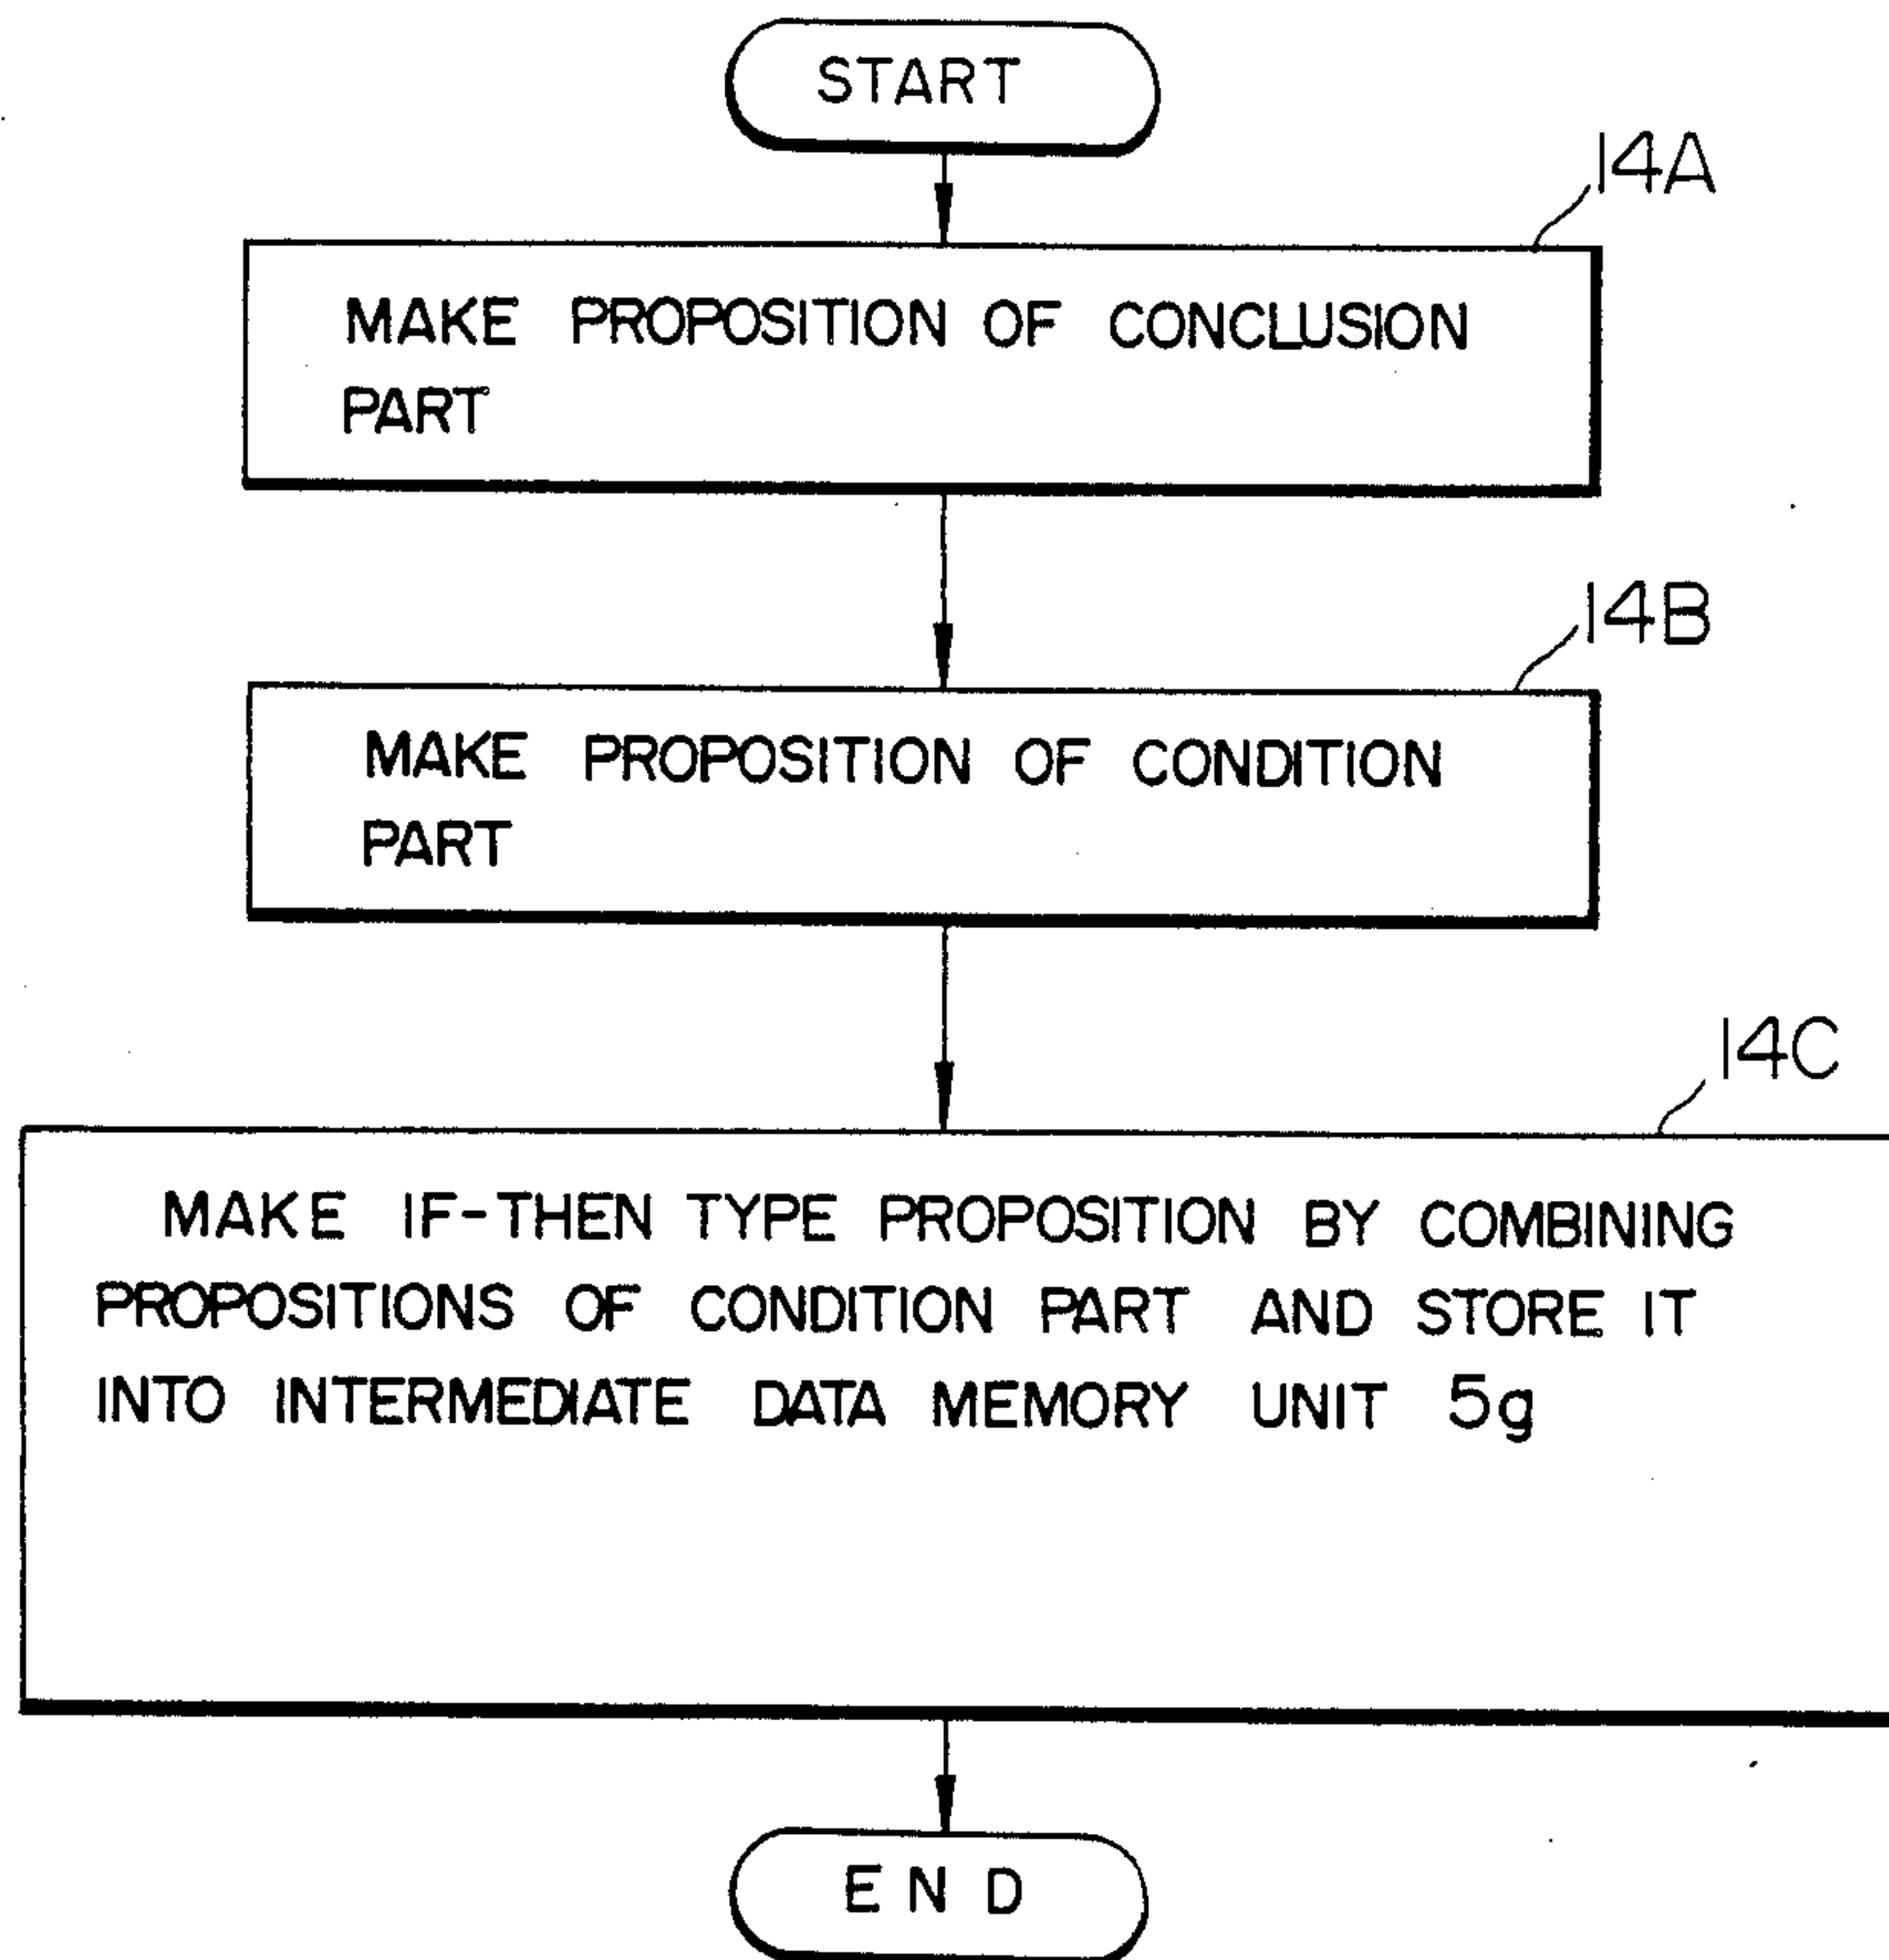 START
14A
MAKE PROPOSITION OF CONCLUSION
PART
14B
MAKE PROPOSITION OF CONDITION
PART
14C
MAKE IF-THEN TYPE PROPOSITION BY COMBINING
PROPOSITIONS OF CONDITION PART AND STORE IT
INTO INTERMEDIATE DATA MEMORY UNIT 5g
END